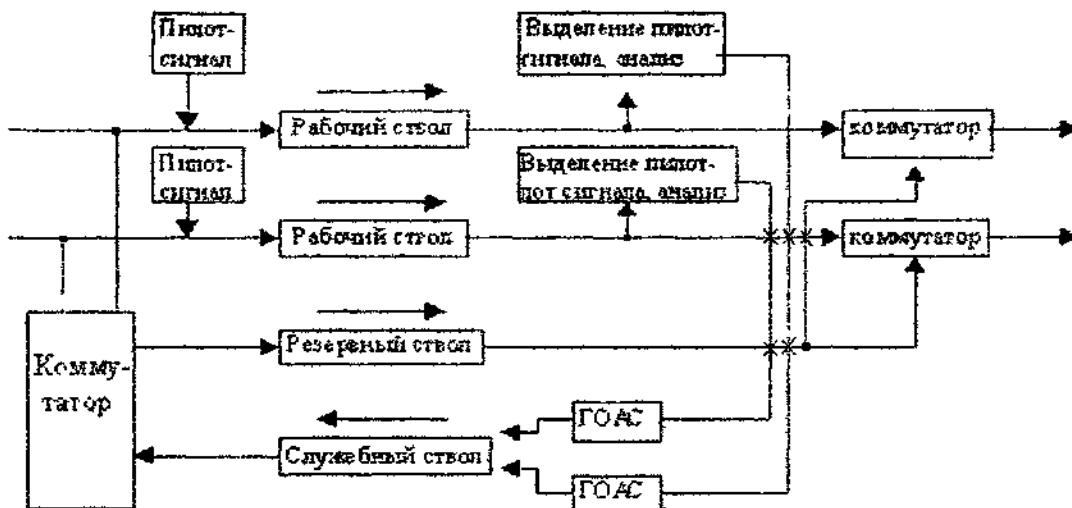 Пилот-
сигнал
Выделение пилот-
сигнала, анализ
Рабочий ствол
коммутатор
Пилот-
сигнал
Выделение пилот-
пот сигнала, анализ
Рабочий ствол
коммутатор
Комму-
татор
Резервный ствол
ГОАС
Служебный ствол
ГОАС